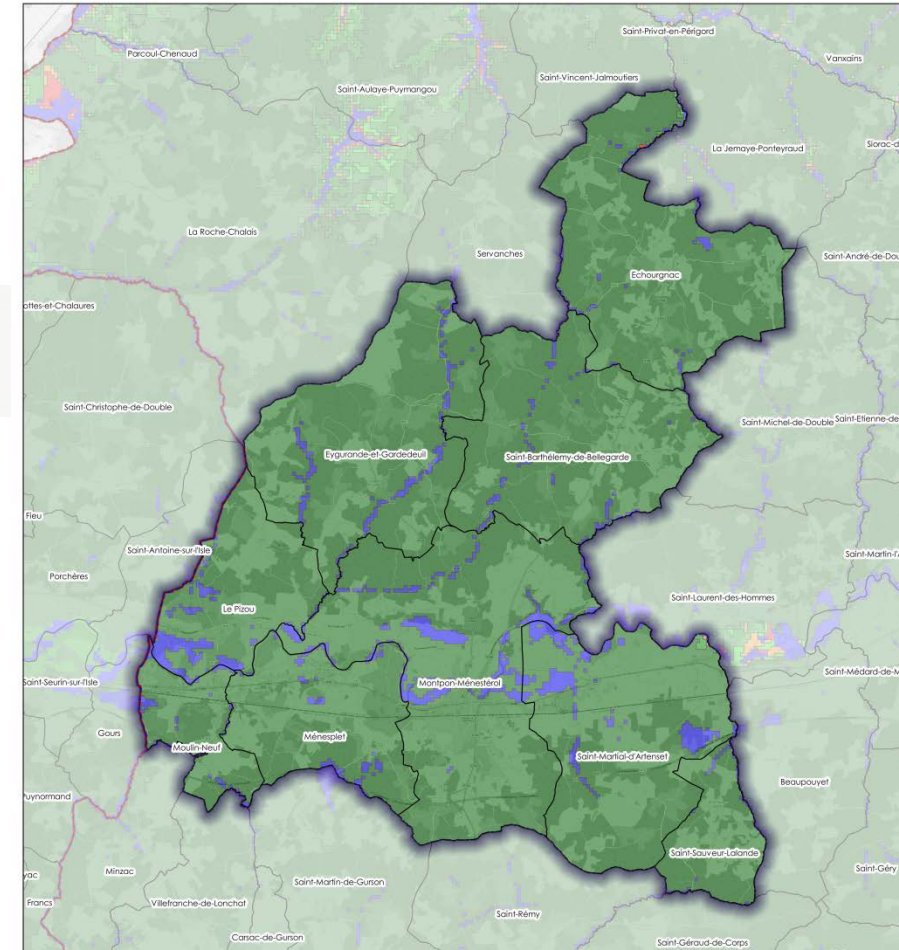 Saint-Privat-en-Périgord
Parcoul-Chenaud
Vanxains
Saint-Vincent-Jalmoutiers
Saint-Aulaye-Puymangou
La Jemaye-Ponteyraud
Siorac-d
La Roche-Chalais
Servanches
Saint-André-de-Dou
Echourgnac
ottes-et-Chalaures
Saint-Christophe-de-Double
Saint-Michel-de-Double
Saint-Etienne-de
Eygurande-et-Gardedeuil
Saint-Barthélemy-de-Bellegarde
Fieu
Saint-Antoine-sur-l'Isle
Saint-Martin-l'
Porchères
Saint-Laurent-des-Hommes
Le Pizou
Saint-Seurin-sur-l'Isle
Montpon-Ménestérol
Saint-Médard-de-M
Gours
Ménesplet
Moulin-Neuf
Saint-Martial-d'Artenset
Beaupouyet
Puynormand
Saint-Sauveur-Lalande
Minzac
Saint-Géry
yac
Saint-Martin-de-Gurson
Francs
Villefranche-de-Lonchat
Saint-Rémy
Carsac-de-Gurson
Saint-Géraud-de-Corps